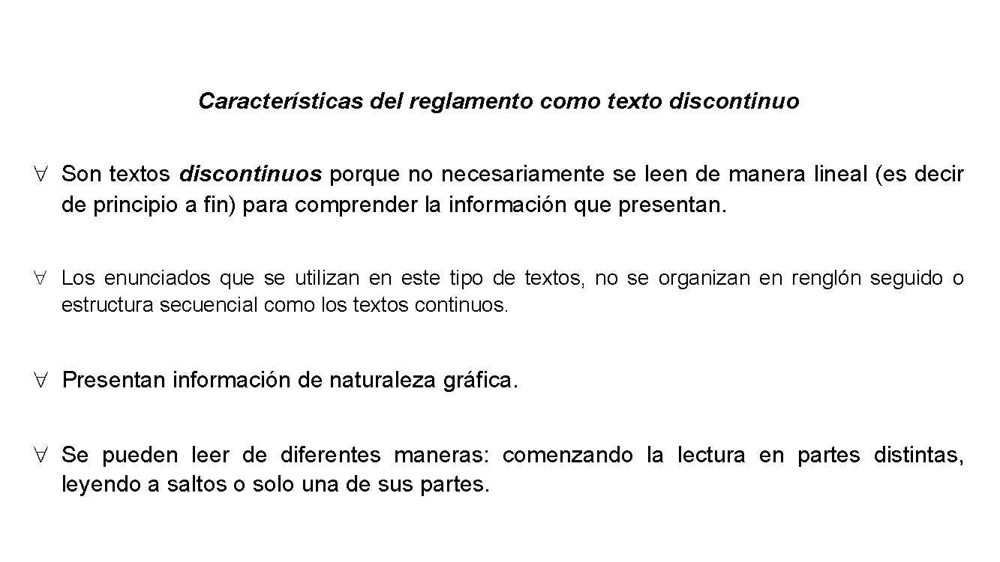 Características del reglamento como texto discontinuo
∀ Son textos discontinuos porque no necesariamente se leen de manera lineal (es decir
de principio a fin) para comprender la información que presentan.
∀ Los enunciados que se utilizan en este tipo de textos, no se organizan en renglón seguido o
estructura secuencial como los textos continuos.
∀ Presentan información de naturaleza gráfica.
∀ Se pueden leer de diferentes maneras: comenzando la lectura en partes distintas,
leyendo a saltos o solo una de sus partes.